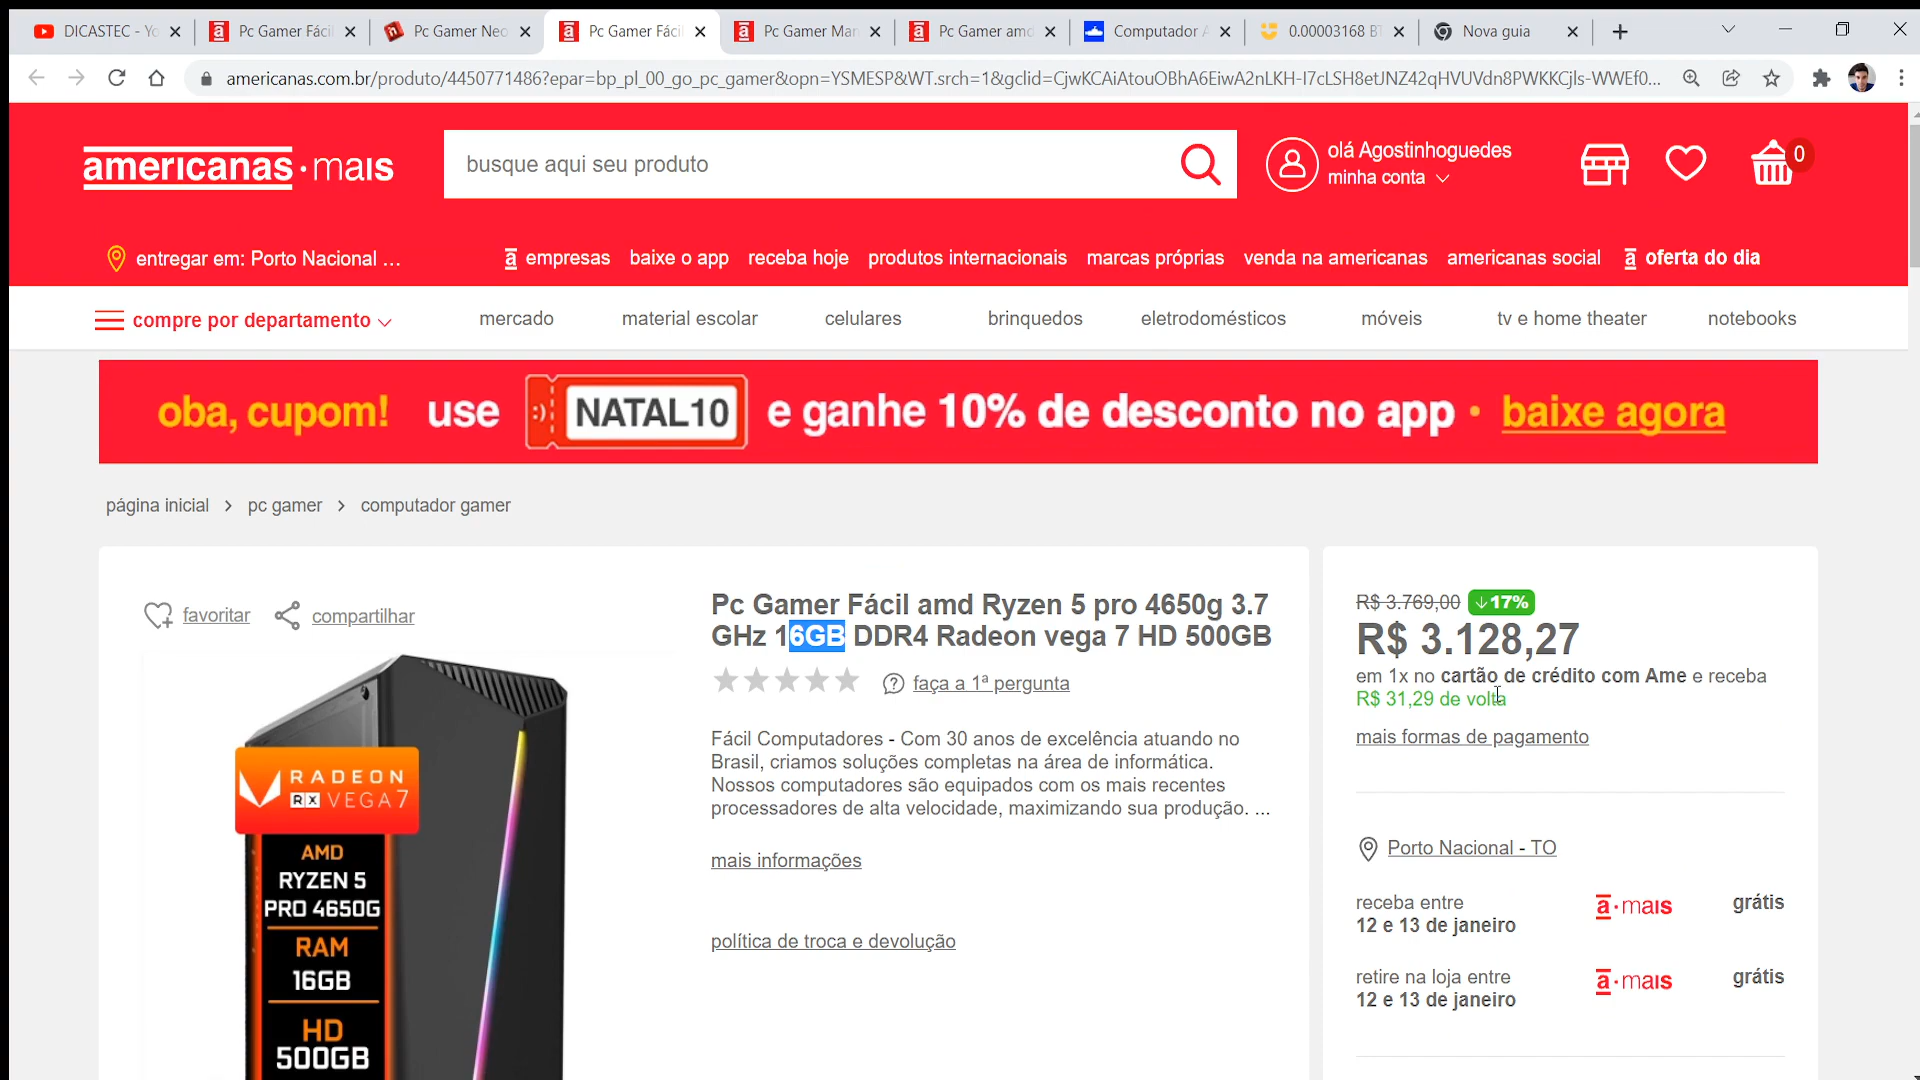 DICASTEC - Yo
Pc Gamer Fáci
Pc Gamer Neo
Pc Gamer Fáci
Pc Gamer Man
Pc Gamer amd
Computador A
0.00003168 BT
Nova guia
americanas.com.br/produto/4450771486?epar=bp_pl_00_go_pc_gamer&opn=YSMESP&WT.srch=1&gclid=CjwKCAiAtouOBhA6EiwA2nLKH-I7cLSH8etJNZ42qHVUVdn8PWKKCjls-WWEf0...
americanas mais
busque aqui seu produto
olá Agostinhoguedes
minha conta
0
entregar em: Porto Nacional ...
a empresas
baixe o app
receba hoje
produtos internacionais
marcas próprias
venda na americanas
americanas social
a oferta do dia
compre por departamento
mercado
material escolar
celulares
brinquedos
eletrodomésticos
móveis
tv e home theater
notebooks
oba, cupom! use NATAL10 e ganhe 10% de desconto no app • baixe agora
página inicial > pc gamer > computador gamer
favoritar
compartilhar
RADEON
RX VEGA 7
AMD
RYZEN 5
PRO 4650G
RAM
16GB
HD
500GB
Pc Gamer Fácil amd Ryzen 5 pro 4650g 3.7
GHz 16GB DDR4 Radeon vega 7 HD 500GB
faça a 1ª pergunta
Fácil Computadores - Com 30 anos de excelência atuando no
Brasil, criamos soluções completas na área de informática.
Nossos computadores são equipados com os mais recentes
processadores de alta velocidade, maximizando sua produção. ...
mais informações
política de troca e devolução
R$ 3.769,00 17%
R$ 3.128,27
em 1x no cartão de crédito com Ame e receba
R$ 31,29 de volta
mais formas de pagamento
Porto Nacional - TO
receba entre
12 e 13 de janeiro
a mais
grátis
retire na loja entre
12 e 13 de janeiro
a mais
grátis